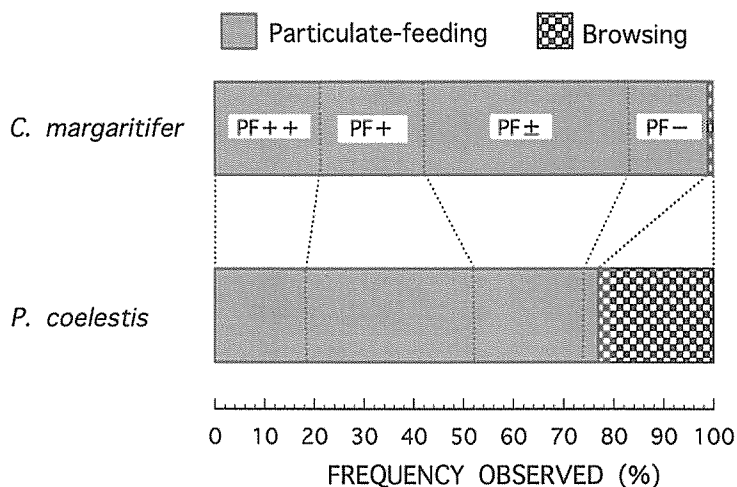 Particulate-feeding Browsing
C. margaritifer PF++ PF+ PF± PF−
P. coelestis
0 10 20 30 40 50 60 70 80 90 100
FREQUENCY OBSERVED (%)